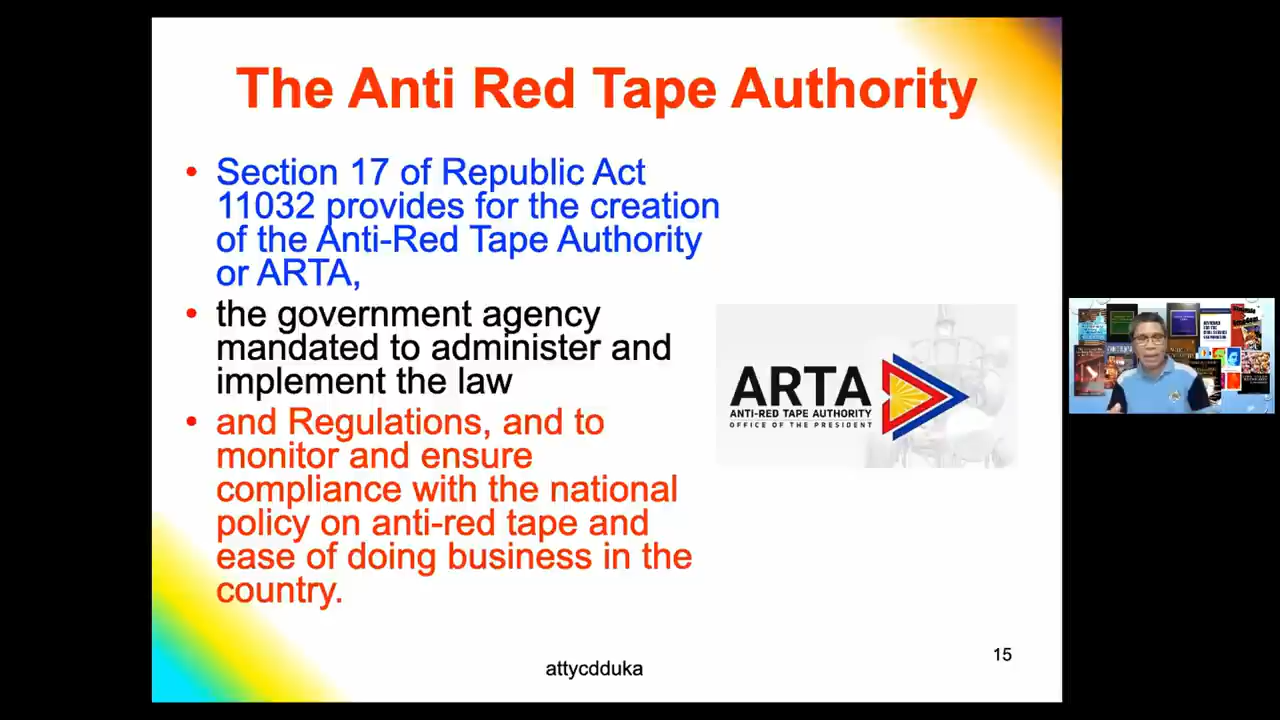 The Anti Red Tape Authority
• Section 17 of Republic Act
11032 provides for the creation
of the Anti-Red Tape Authority
or ARTA,
• the government agency
mandated to administer and
implement the law
• and Regulations, and to
monitor and ensure
compliance with the national
policy on anti-red tape and
ease of doing business in the
country.
ARTA
ANTI-RED TAPE AUTHORITY
OFFICE OF THE PRESIDENT
attycdduka
15